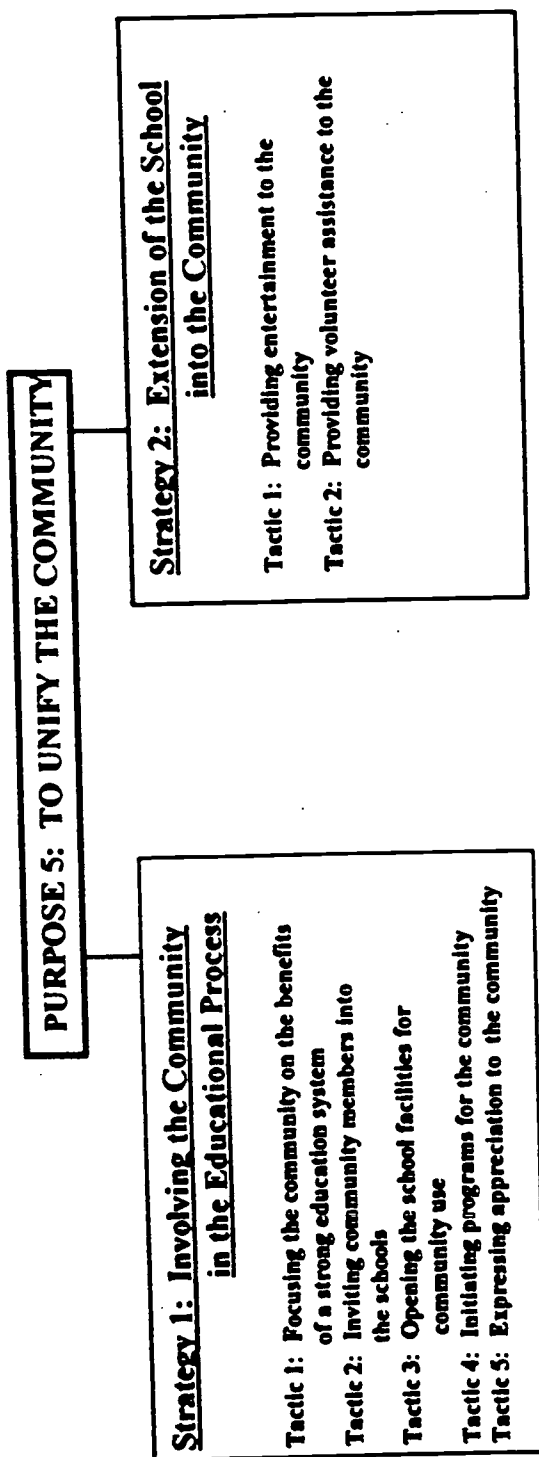 PURPOSE 5: TO UNIFY THE COMMUNITY
Strategy 1: Involving the Community
in the Educational Process
Tactic 1: Focusing the community on the benefits
of a strong education system
Tactic 2: Inviting community members into
the schools
Tactic 3: Opening the school facilities for
community use
Tactic 4: Initiating programs for the community
Tactic 5: Expressing appreciation to the community
Strategy 2: Extension of the School
into the Community
Tactic 1: Providing entertainment to the
community
Tactic 2: Providing volunteer assistance to the
community